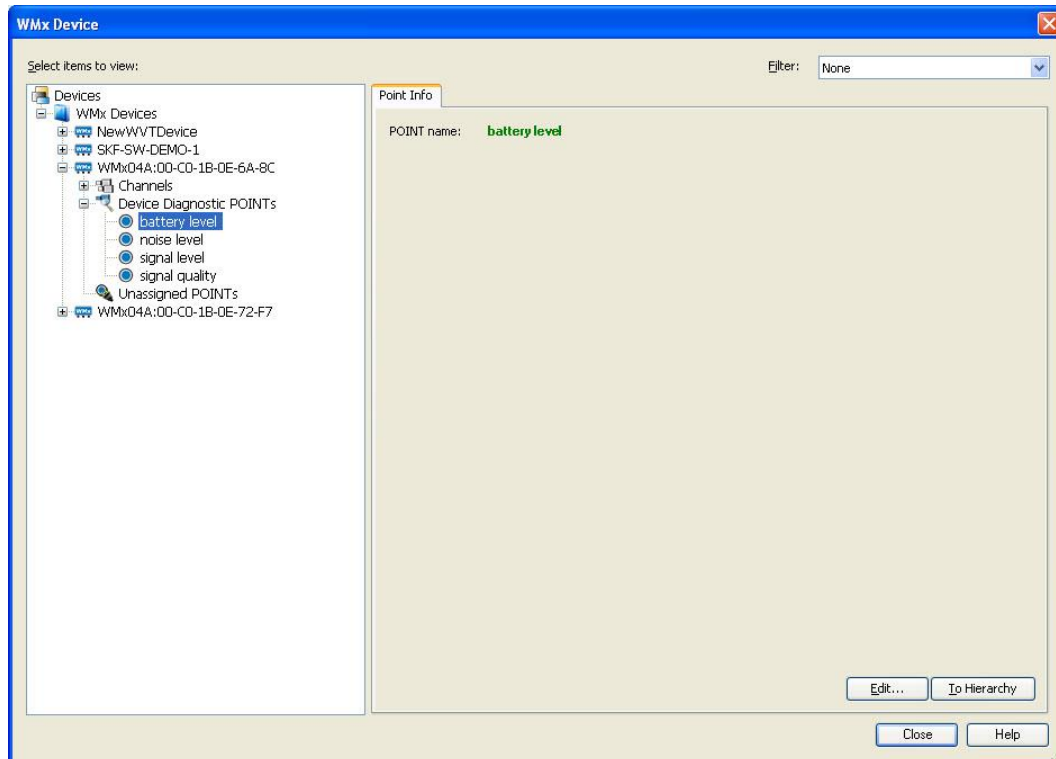 WMx Device
Select items to view:
Filter: None
Devices
WMx Devices
NewWVTDevice
SKF-SW-DEMO-1
WMx04A:00-C0-1B-0E-6A-8C
Channels
Device Diagnostic POINTs
battery level
noise level
signal level
signal quality
Unassigned POINTs
WMx04A:00-C0-1B-0E-72-F7
Point Info
POINT name: battery level
Edit... To Hierarchy
Close Help